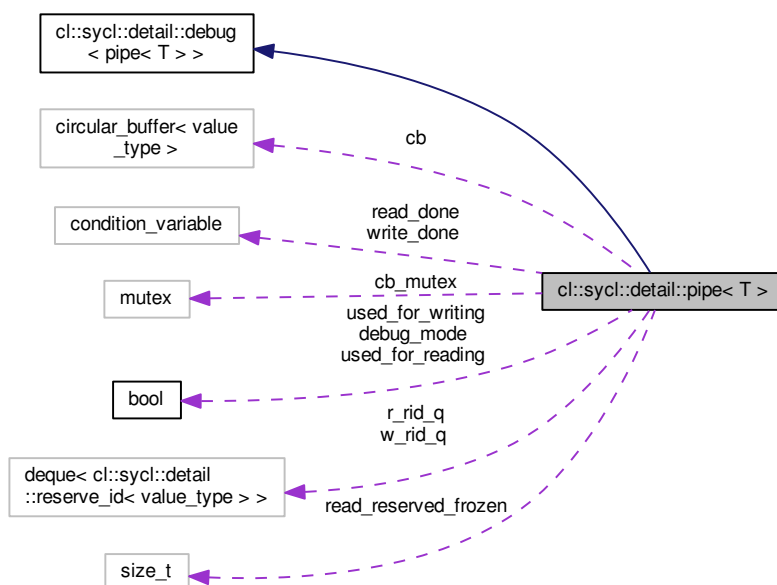 cl::sycl::detail::debug
< pipe< T > >
circular_buffer< value
_type >
cb
condition_variable
read_done
write_done
cl::sycl::detail::pipe< T >
mutex
cb_mutex
used_for_writing
debug_mode
used_for_reading
bool
r_rid_q
w_rid_q
deque< cl::sycl::detail
::reserve_id< value_type > >
read_reserved_frozen
size_t